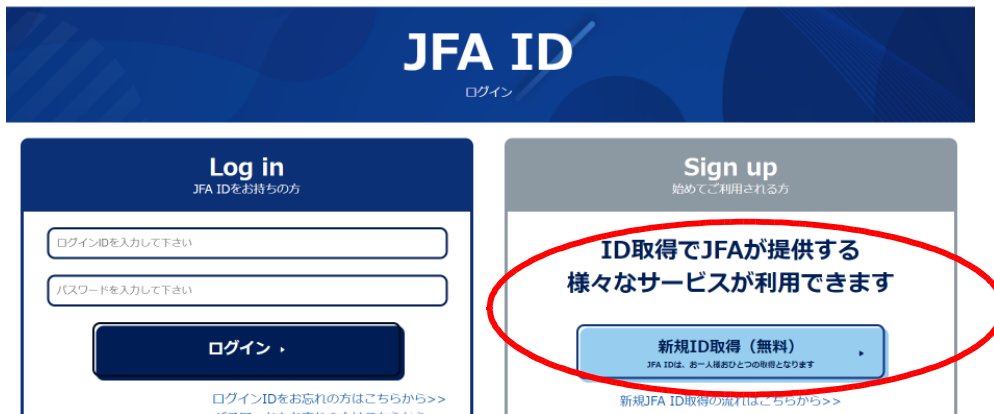 JFA ID
ログイン
Log in
JFA IDをお持ちの方
ログインIDを入力して下さい
パスワードを入力して下さい
ログイン
ログインIDをお忘れの方はこちらから>>
Sign up
始めてご利用される方
ID取得でJFAが提供する
様々なサービスが利用できます
新規ID取得（無料）
JFA IDは、お一人様おひとつの取得となります
新規JFA ID取得の流れはこちらから>>